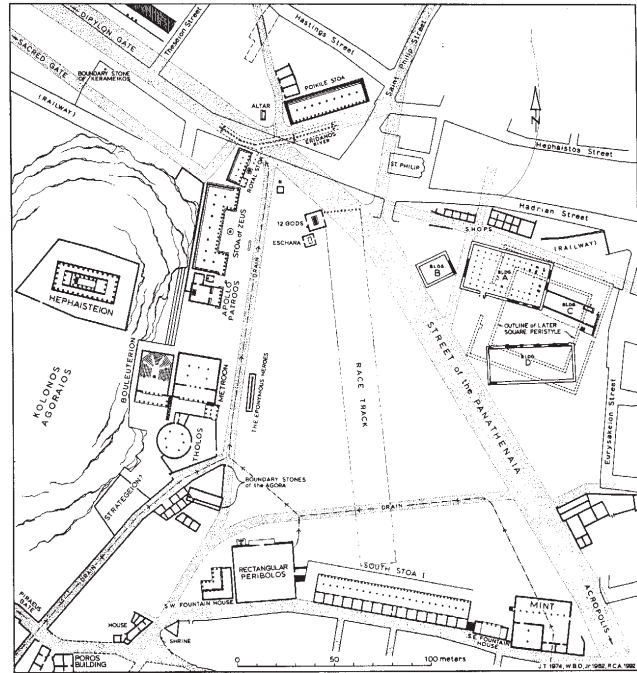 DIPYLON GATE
Theseion Street
Hastings Street
SACRED GATE
BOUNDARY STONE
OF KERAMEIKOS
POIKILE STOA
Saint Philip Street
ALTAR
(RAILWAY)
ERIDANOS
RIVER
N
Hephaistos Street
ROYAL STOA
ST. PHILIP
Hadrian Street
STOA of ZEUS
12 GODS
SHOPS
ESCHARA
(RAILWAY)
DRAIN
BLDG.
B
BLDG.
A
BLDG.
C
HEPHAISTEION
APOLLO
PATROOS
OUTLINE of LATER
SQUARE PERISTYLE
BLDG.
D
KOLONOS
AGORAIOS
BOULEUTERION
METROON
THE EPONYMOUS HEROES
RACE TRACK
STREET of the PANATHENAIA
Eurysakeion Street
THOLOS
STRATEGEION?
BOUNDARY STONES
of the AGORA
DRAIN
DRAIN
RECTANGULAR
PERIBOLOS
SOUTH STOA I
MINT
ACROPOLIS
PIRAEUS
GATE
S.W. FOUNTAIN HOUSE
HOUSE
SHRINE
S.E. FOUNTAIN
HOUSE
POROS
BUILDING
0 50 100 meters
J.T. 1974, W.B.D. Jr 1982, R.C.A. 1992